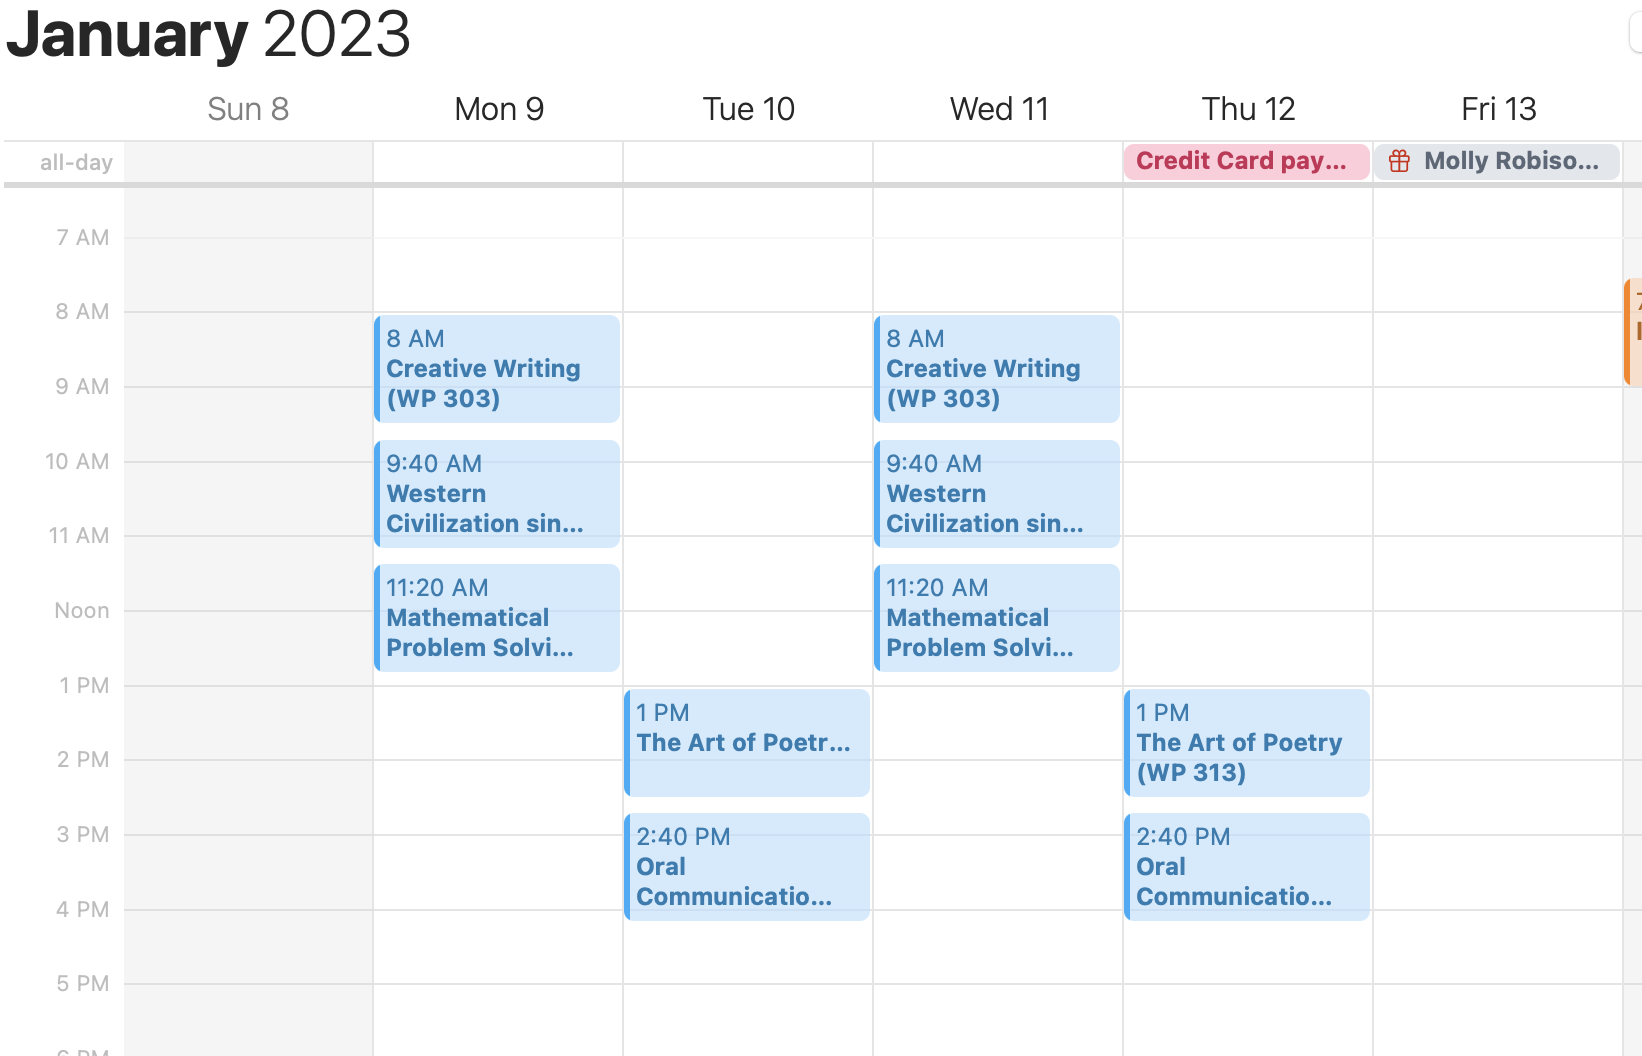 January 2023
Sun 8 Mon 9 Tue 10 Wed 11 Thu 12 Fri 13
all-day
Credit Card pay...
Molly Robiso...
7 AM
8 AM
9 AM
10 AM
11 AM
Noon
1 PM
2 PM
3 PM
4 PM
5 PM
8 AM
Creative Writing
(WP 303)
9:40 AM
Western
Civilization sin...
11:20 AM
Mathematical
Problem Solvi...
1 PM
The Art of Poetr...
2:40 PM
Oral
Communicatio...
8 AM
Creative Writing
(WP 303)
9:40 AM
Western
Civilization sin...
11:20 AM
Mathematical
Problem Solvi...
1 PM
The Art of Poetry
(WP 313)
2:40 PM
Oral
Communicatio...